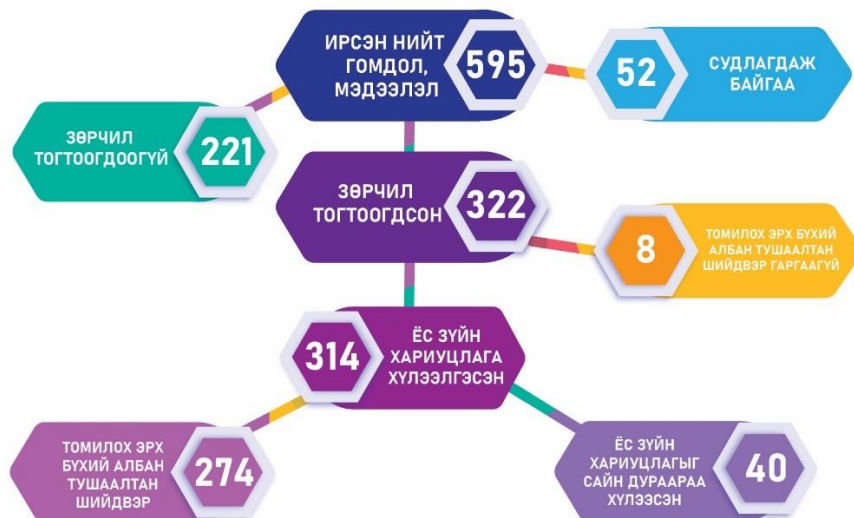 ИРСЭН НИЙТ
ГОМДОЛ,
МЭДЭЭЛЭЛ
595
52
СУДЛАГДАЖ
БАЙГАА
ЗӨРЧИЛ
ТОГТООГДООГҮЙ
221
ЗӨРЧИЛ
ТОГТООГДСОН
322
8
ТОМИЛОХ ЭРХ БҮХИЙ
АЛБАН ТУШААЛТАН
ШИЙДВЭР ГАРГААГҮЙ
314
ЁС ЗҮЙН
ХАРИУЦЛАГА
ХҮЛЭЭЛГЭСЭН
ТОМИЛОХ ЭРХ
БҮХИЙ АЛБАН
ТУШААЛТАН
ШИЙДВЭР
274
ЁС ЗҮЙН
ХАРИУЦЛАГЫГ
САЙН ДУРААРАА
ХҮЛЭЭСЭН
40